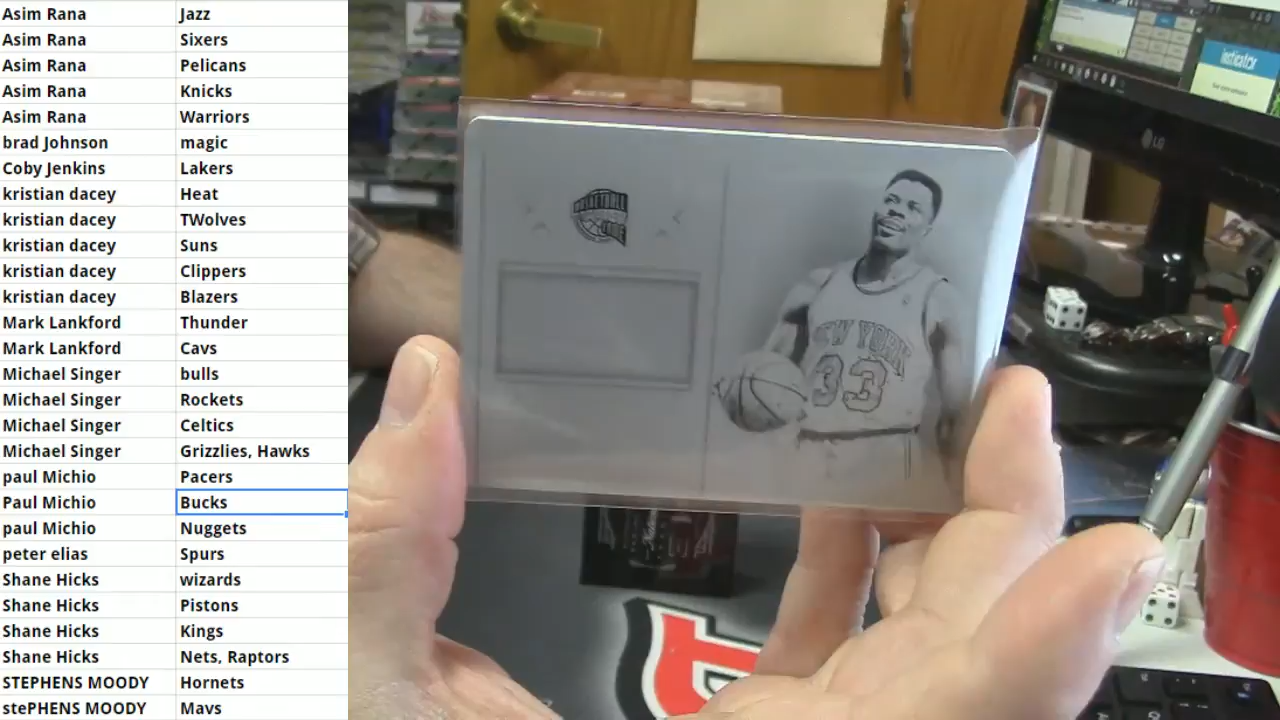 Asim Rana Jazz
Asim Rana Sixers
Asim Rana Pelicans
Asim Rana Knicks
Asim Rana Warriors
brad Johnson magic
Coby Jenkins Lakers
kristian dacey Heat
kristian dacey TWolves
kristian dacey Suns
kristian dacey Clippers
kristian dacey Blazers
Mark Lankford Thunder
Mark Lankford Cavs
Michael Singer bulls
Michael Singer Rockets
Michael Singer Celtics
Michael Singer Grizzlies, Hawks
paul Michio Pacers
Paul Michio Bucks
paul Michio Nuggets
peter elias Spurs
Shane Hicks wizards
Shane Hicks Pistons
Shane Hicks Kings
Shane Hicks Nets, Raptors
STEPHENS MOODY Hornets
stePHENS MOODY Mavs
BASKETBALL
FAME
NEW YORK
33
LG